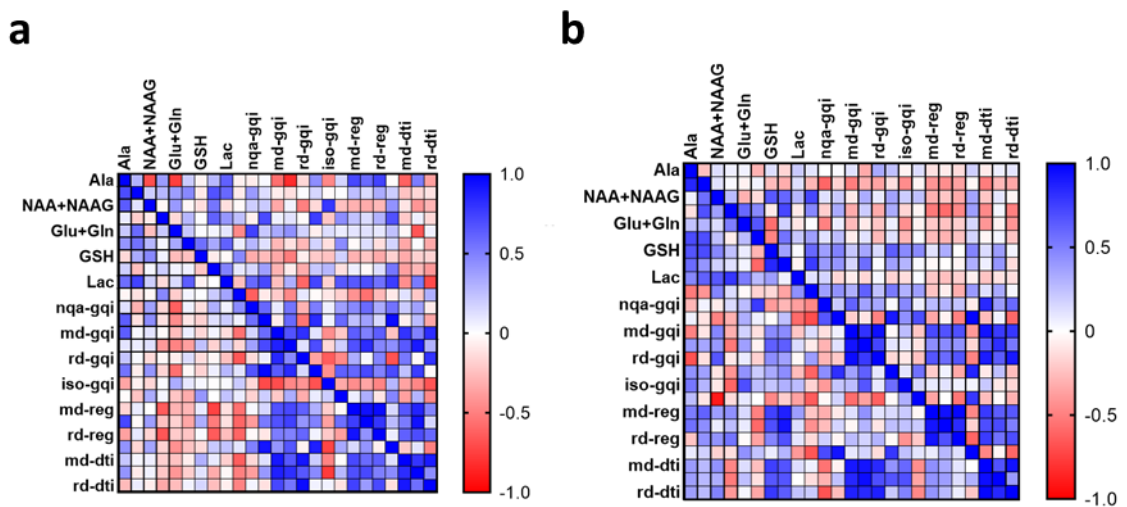 a
b
Ala
NAA+NAAG
Glu+Gln
GSH
Lac
nqa-gqi
md-gqi
rd-gqi
iso-gqi
md-reg
rd-reg
md-dti
rd-dti
Ala
NAA+NAAG
Glu+Gln
GSH
Lac
nqa-gqi
md-gqi
rd-gqi
iso-gqi
md-reg
rd-reg
md-dti
rd-dti
1.0
0.5
0
-0.5
-1.0
Ala
NAA+NAAG
Glu+Gln
GSH
Lac
nqa-gqi
md-gqi
rd-gqi
iso-gqi
md-reg
rd-reg
md-dti
rd-dti
Ala
NAA+NAAG
Glu+Gln
GSH
Lac
nqa-gqi
md-gqi
rd-gqi
iso-gqi
md-reg
rd-reg
md-dti
rd-dti
1.0
0.5
0
-0.5
-1.0